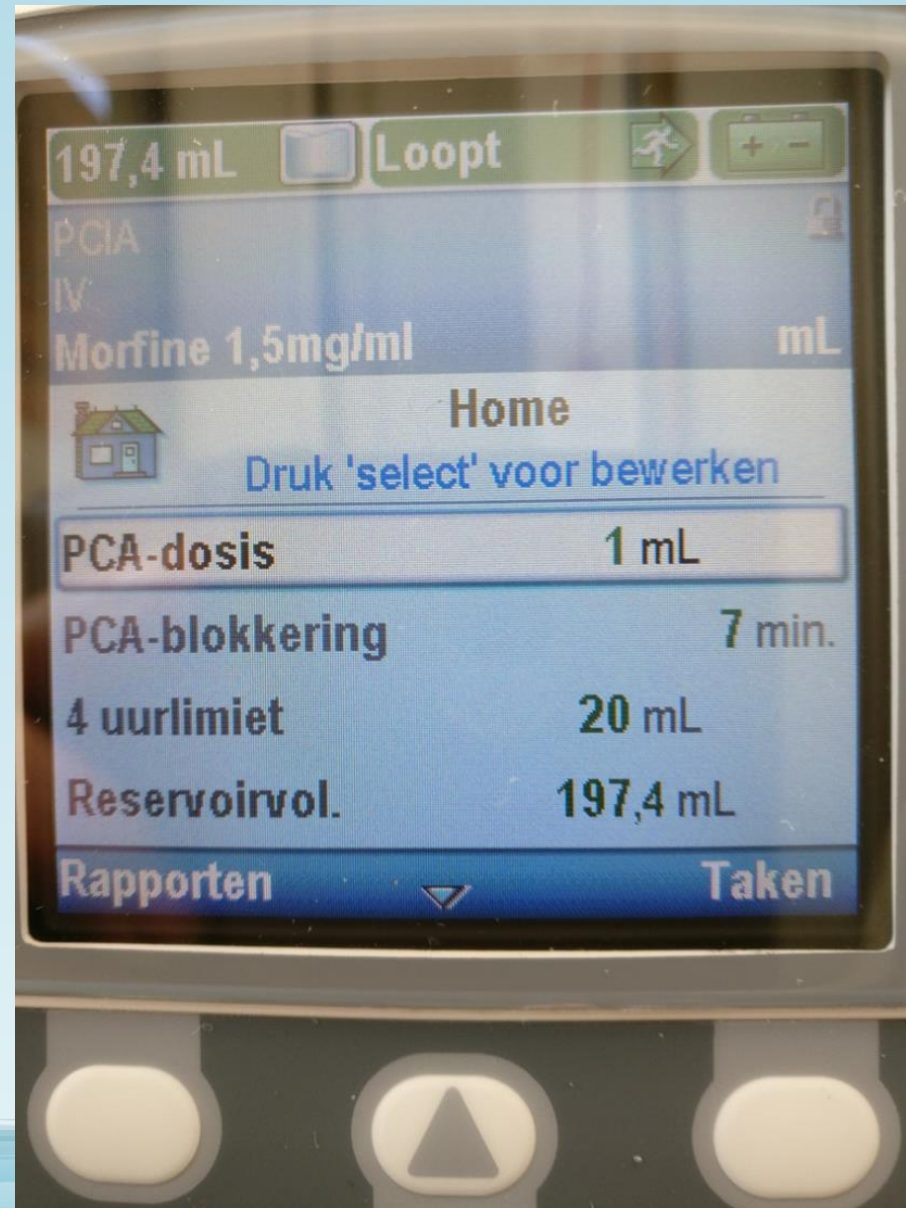 197,4 mL Loopt
PCIA
IV
Morfine 1,5mg/ml mL
Home
Druk 'select' voor bewerken
PCA-dosis 1 mL
PCA-blokkering 7 min.
4 uurlimiet 20 mL
Reservoirvol. 197,4 mL
Rapporten Taken